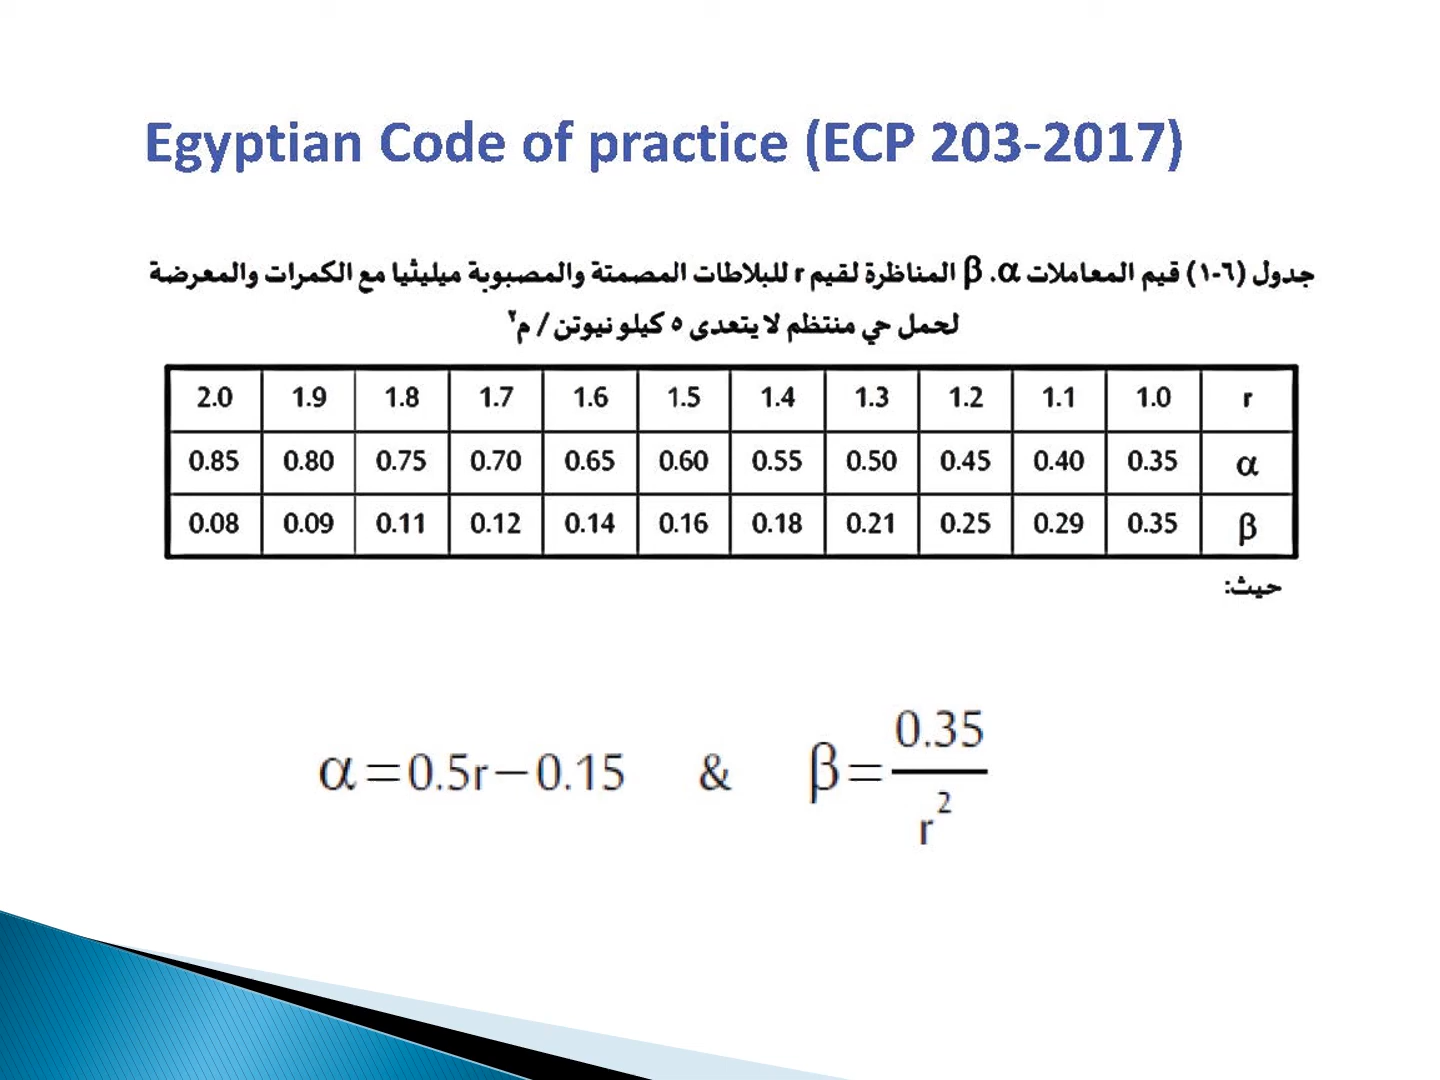 Egyptian Code of practice (ECP 203-2017)
جدول (٦-١) قيم المعاملات α، β المناظرة لقيم r للبلاطات المصمتة والمصبوبة ميليثيا مع الكمرات والمعرضة
لحمل حي منتظم لا يتعدى ٥ كيلو نيوتن / م٢
2.0 1.9 1.8 1.7 1.6 1.5 1.4 1.3 1.2 1.1 1.0 r
0.85 0.80 0.75 0.70 0.65 0.60 0.55 0.50 0.45 0.40 0.35 α
0.08 0.09 0.11 0.12 0.14 0.16 0.18 0.21 0.25 0.29 0.35 β
حيث:
α=0.5r−0.15 & β=0.35/r²